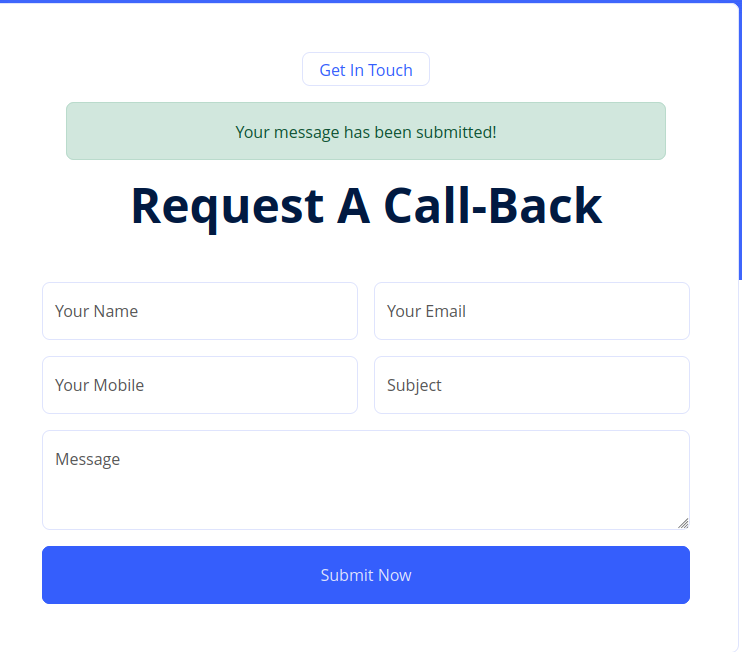 Get In Touch
Your message has been submitted!
Request A Call-Back
Your Name
Your Email
Your Mobile
Subject
Message
Submit Now